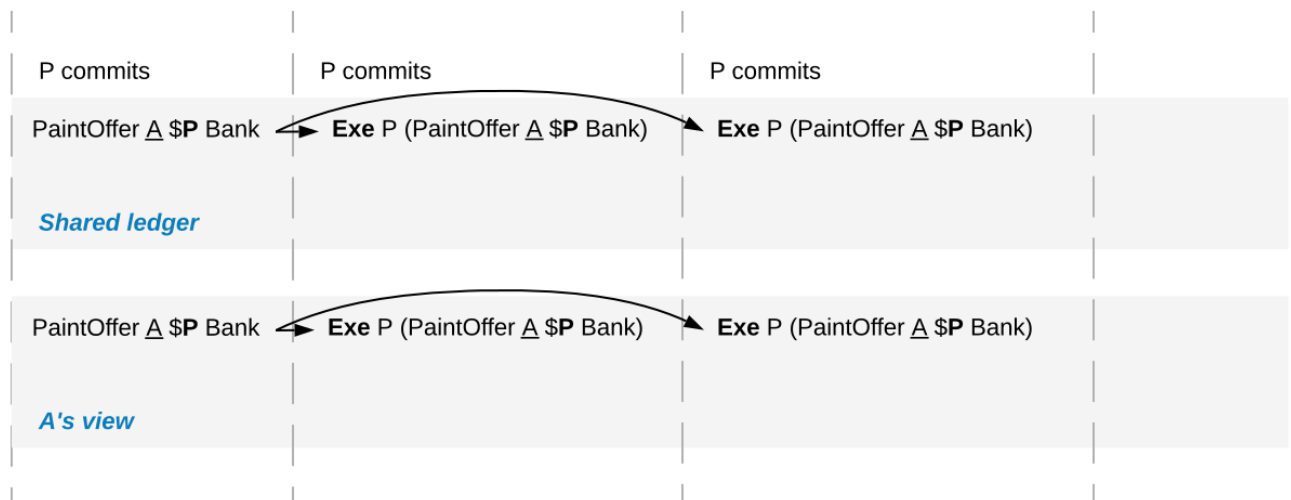 P commits P commits P commits
PaintOffer A $P Bank Exe P (PaintOffer A $P Bank) Exe P (PaintOffer A $P Bank)
Shared ledger
PaintOffer A $P Bank Exe P (PaintOffer A $P Bank) Exe P (PaintOffer A $P Bank)
A's view